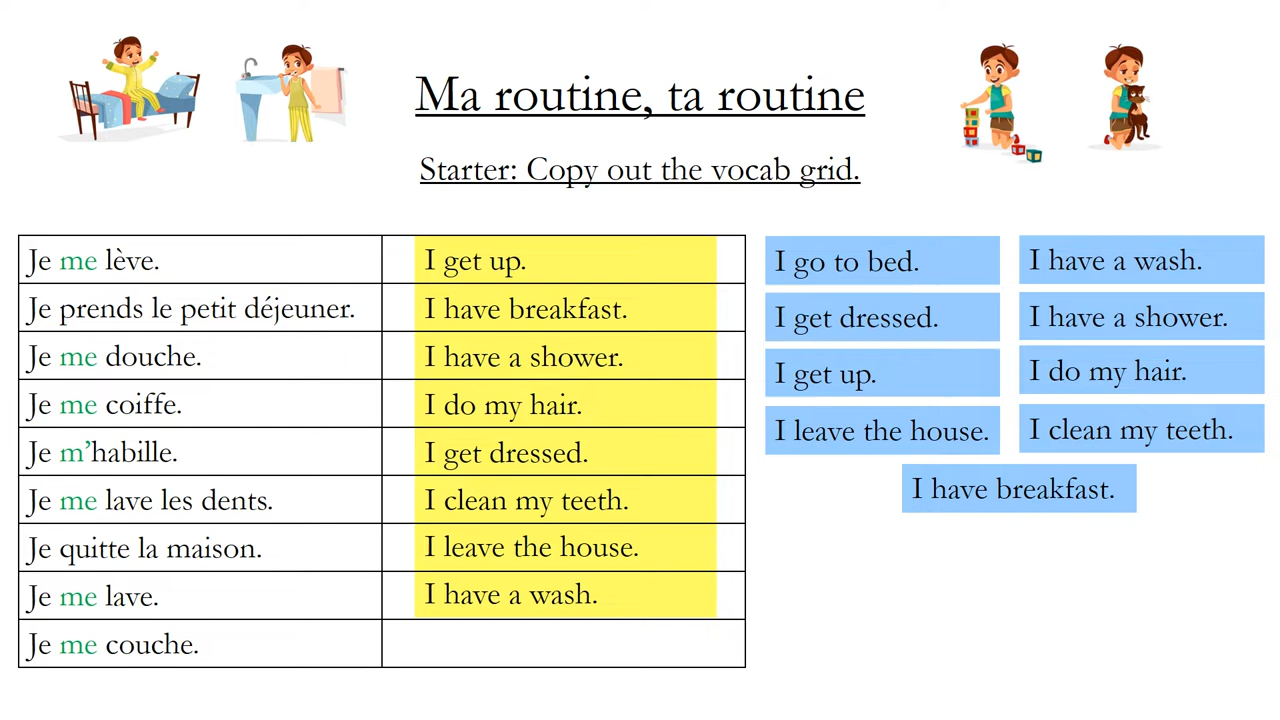 Ma routine, ta routine
Starter: Copy out the vocab grid.
Je me lève. I get up.
Je prends le petit déjeuner. I have breakfast.
Je me douche. I have a shower.
Je me coiffe. I do my hair.
Je m’habille. I get dressed.
Je me lave les dents. I clean my teeth.
Je quitte la maison. I leave the house.
Je me lave. I have a wash.
Je me couche.
I go to bed. I have a wash.
I get dressed. I have a shower.
I get up. I do my hair.
I leave the house. I clean my teeth.
I have breakfast.